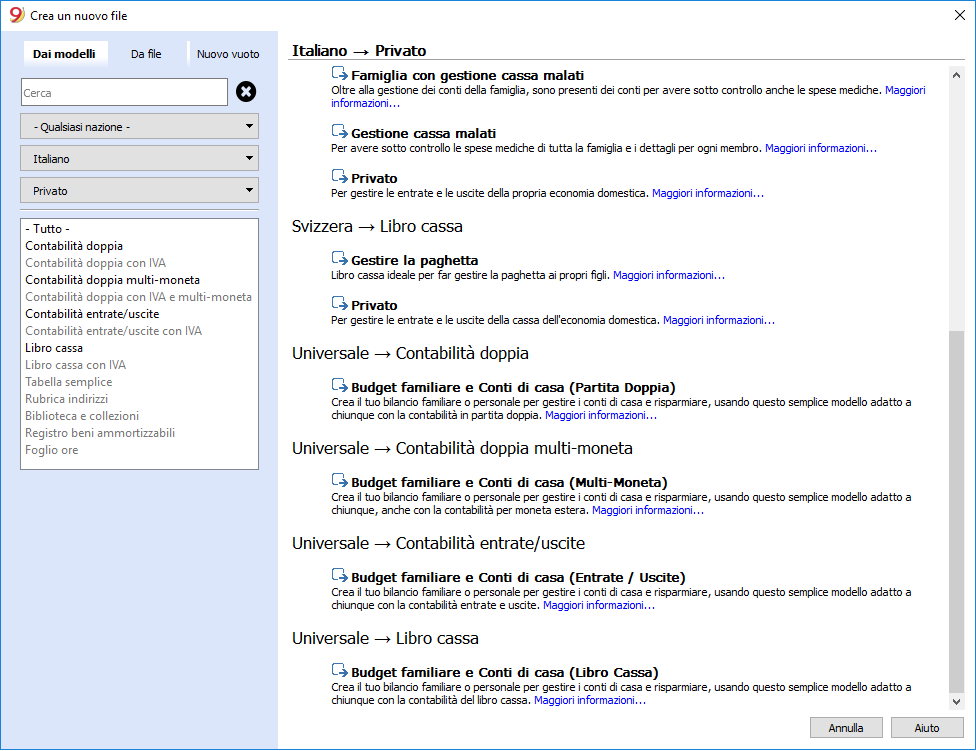 Crea un nuovo file
Dai modelli
Da file
Nuovo vuoto
Cerca
- Qualsiasi nazione -
Italiano
Privato
- Tutto -
Contabilità doppia
Contabilità doppia con IVA
Contabilità doppia multi-moneta
Contabilità doppia con IVA e multi-moneta
Contabilità entrate/uscite
Contabilità entrate/uscite con IVA
Libro cassa
Libro cassa con IVA
Tabella semplice
Rubrica indirizzi
Biblioteca e collezioni
Registro beni ammortizzabili
Foglio ore
Italiano → Privato
Famiglia con gestione cassa malati
Oltre alla gestione dei conti della famiglia, sono presenti dei conti per avere sotto controllo anche le spese mediche. Maggiori
informazioni...
Gestione cassa malati
Per avere sotto controllo le spese mediche di tutta la famiglia e i dettagli per ogni membro. Maggiori informazioni...
Privato
Per gestire le entrate e le uscite della propria economia domestica. Maggiori informazioni...
Svizzera → Libro cassa
Gestire la paghetta
Libro cassa ideale per far gestire la paghetta ai propri figli. Maggiori informazioni...
Privato
Per gestire le entrate e le uscite della cassa dell'economia domestica. Maggiori informazioni...
Universale → Contabilità doppia
Budget familiare e Conti di casa (Partita Doppia)
Crea il tuo bilancio familiare o personale per gestire i conti di casa e risparmiare, usando questo semplice modello adatto a
chiunque con la contabilità in partita doppia. Maggiori informazioni...
Universale → Contabilità doppia multi-moneta
Budget familiare e Conti di casa (Multi-Moneta)
Crea il tuo bilancio familiare o personale per gestire i conti di casa e risparmiare, usando questo semplice modello adatto a
chiunque, anche con la contabilità per moneta estera. Maggiori informazioni...
Universale → Contabilità entrate/uscite
Budget familiare e Conti di casa (Entrate / Uscite)
Crea il tuo bilancio familiare o personale per gestire i conti di casa e risparmiare, usando questo semplice modello adatto a
chiunque con la contabilità entrate e uscite. Maggiori informazioni...
Universale → Libro cassa
Budget familiare e Conti di casa (Libro Cassa)
Crea il tuo bilancio familiare o personale per gestire i conti di casa e risparmiare, usando questo semplice modello adatto a
chiunque con la contabilità del libro cassa. Maggiori informazioni...
Annulla
Aiuto